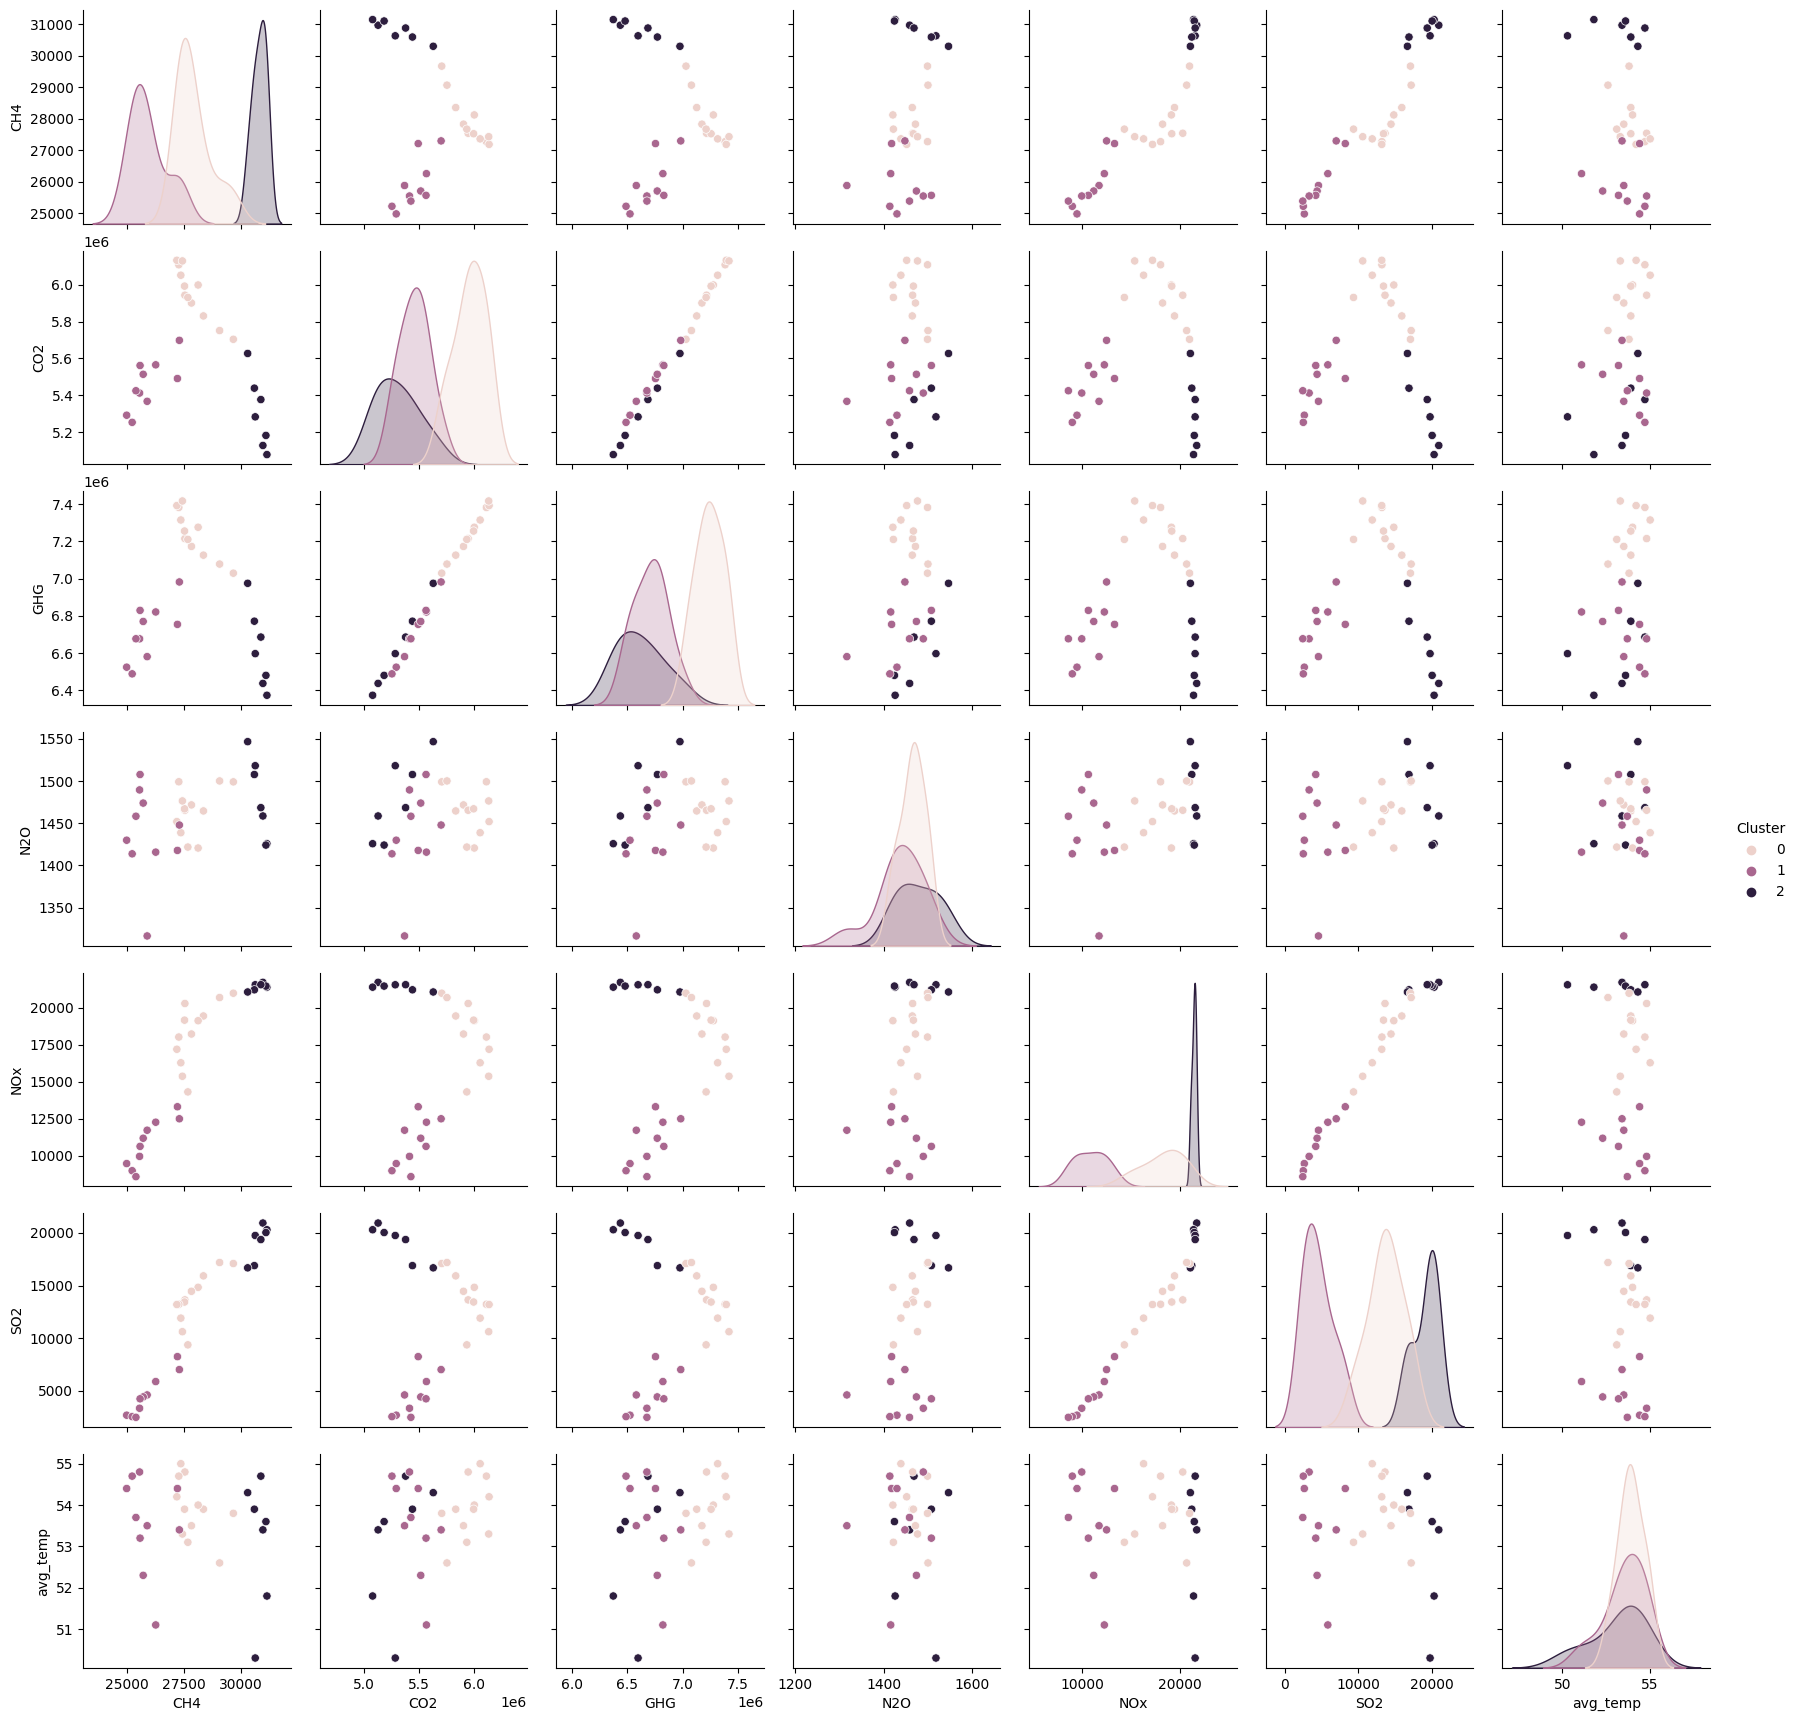 31000
30000
29000
28000
27000
26000
25000
CH4
1e6
6.0
5.8
5.6
5.4
5.2
CO2
1e6
7.4
7.2
7.0
6.8
6.6
6.4
GHG
1550
1500
1450
1400
1350
N2O
Cluster
0
1
2
20000
17500
15000
12500
10000
NOx
20000
15000
10000
5000
SO2
55
54
53
52
51
avg_temp
25000 27500 30000
CH4
5.0 5.5 6.0
CO2 1e6
6.0 6.5 7.0 7.5
GHG 1e6
1200 1400 1600
N2O
10000 20000
NOx
0 10000 20000
SO2
50 55
avg_temp